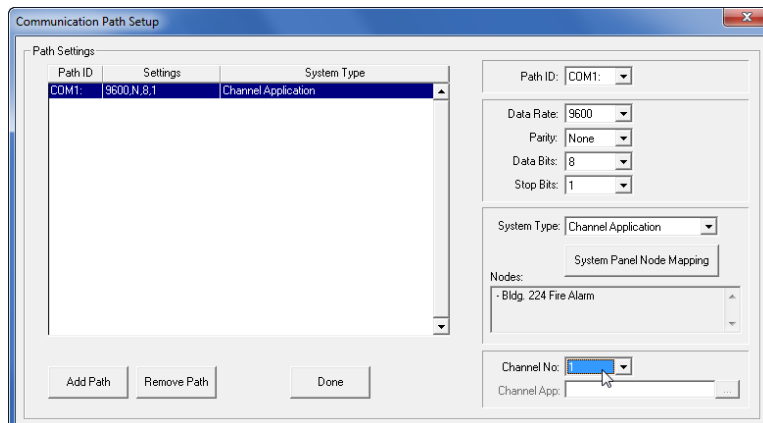 Communication Path Setup
Path Settings
Path ID Settings System Type
COM1: 9600,N,8,1 Channel Application
Path ID: COM1:
Data Rate: 9600
Parity: None
Data Bits: 8
Stop Bits: 1
System Type: Channel Application
System Panel Node Mapping
Nodes:
- Bldg. 224 Fire Alarm
Add Path Remove Path Done
Channel No: 1
Channel App: ...